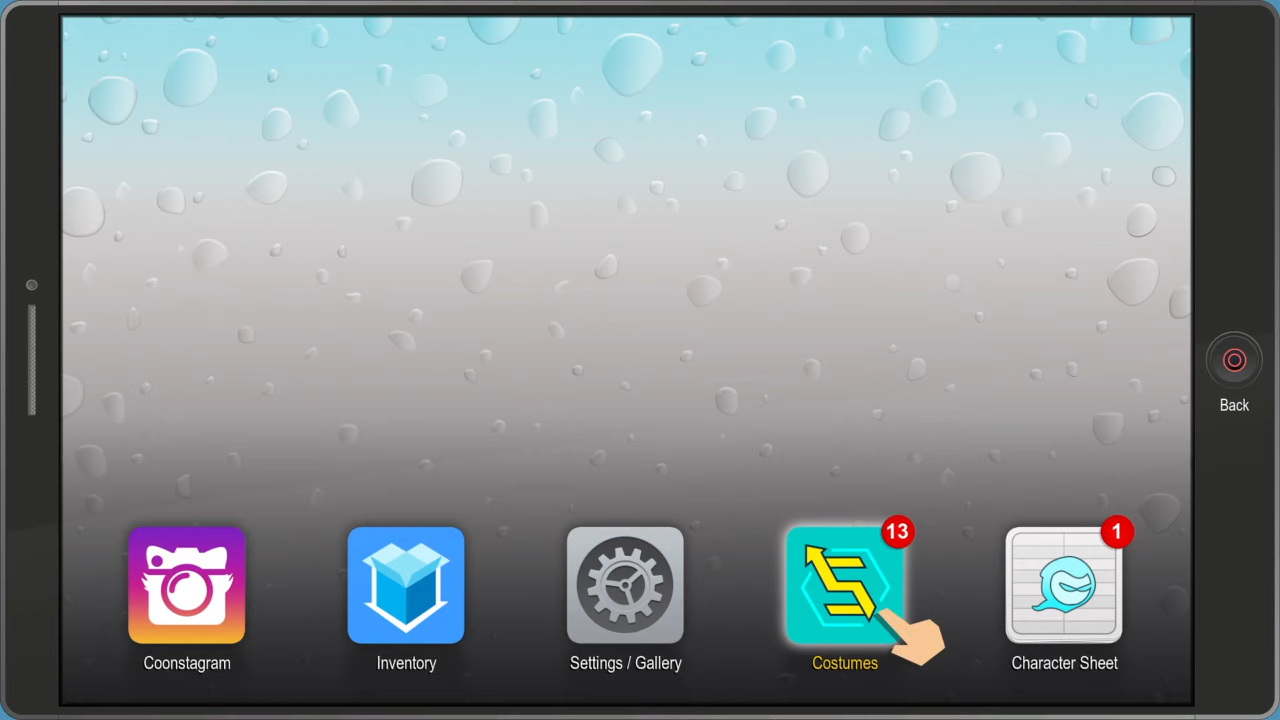 Back
13
1
Coonstagram
Inventory
Settings / Gallery
Costumes
Character Sheet